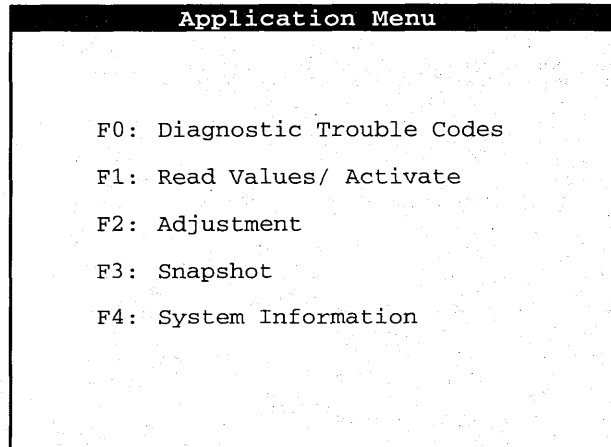 Application Menu
F0: Diagnostic Trouble Codes
F1: Read Values/ Activate
F2: Adjustment
F3: Snapshot
F4: System Information